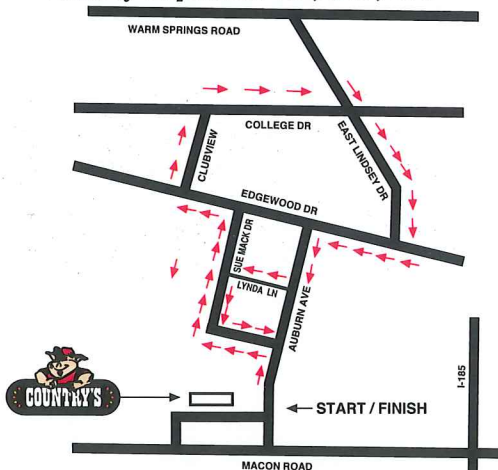 WARM SPRINGS ROAD
COLLEGE DR
CLUBVIEW
EAST LINDSEY DR
EDGEWOOD DR
SUE MACK DR
LYNDA LN
AUBURN AVE
I-185
COUNTRY'S
START / FINISH
MACON ROAD